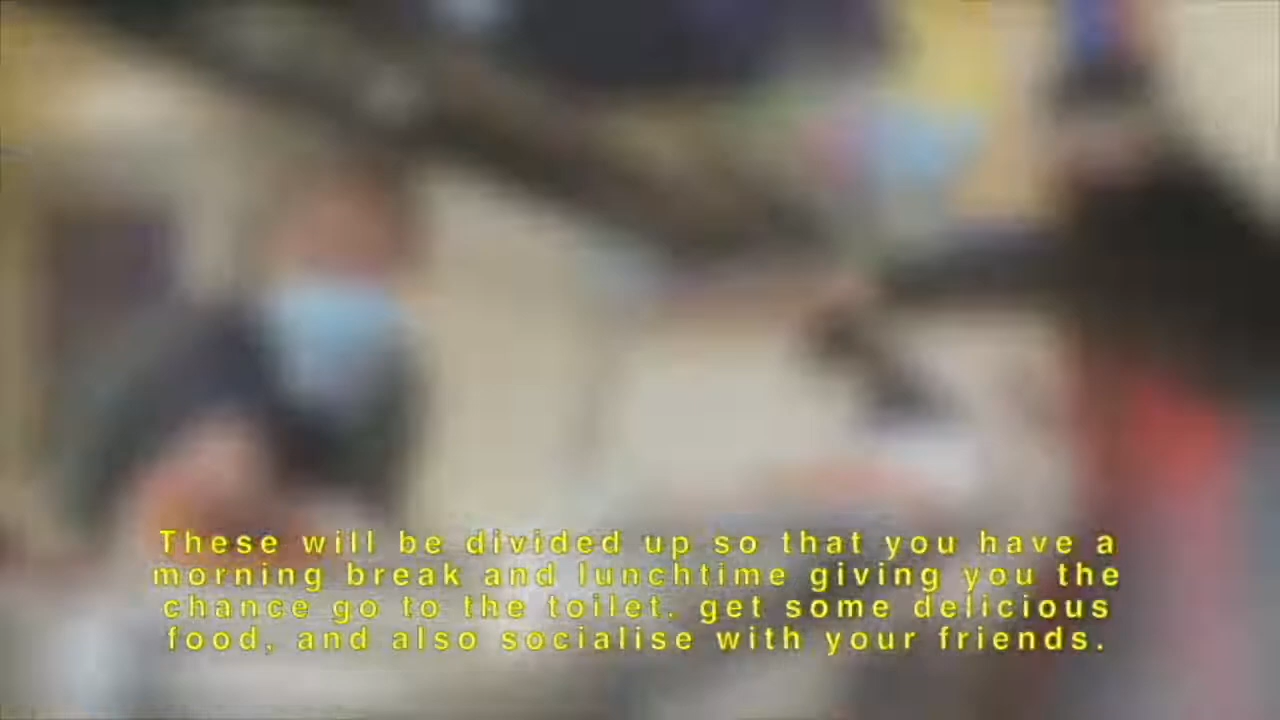 These will be divided up so that you have a
morning break and lunchtime giving you the
chance go to the toilet. get some delicious
food, and also socialise with your friends.